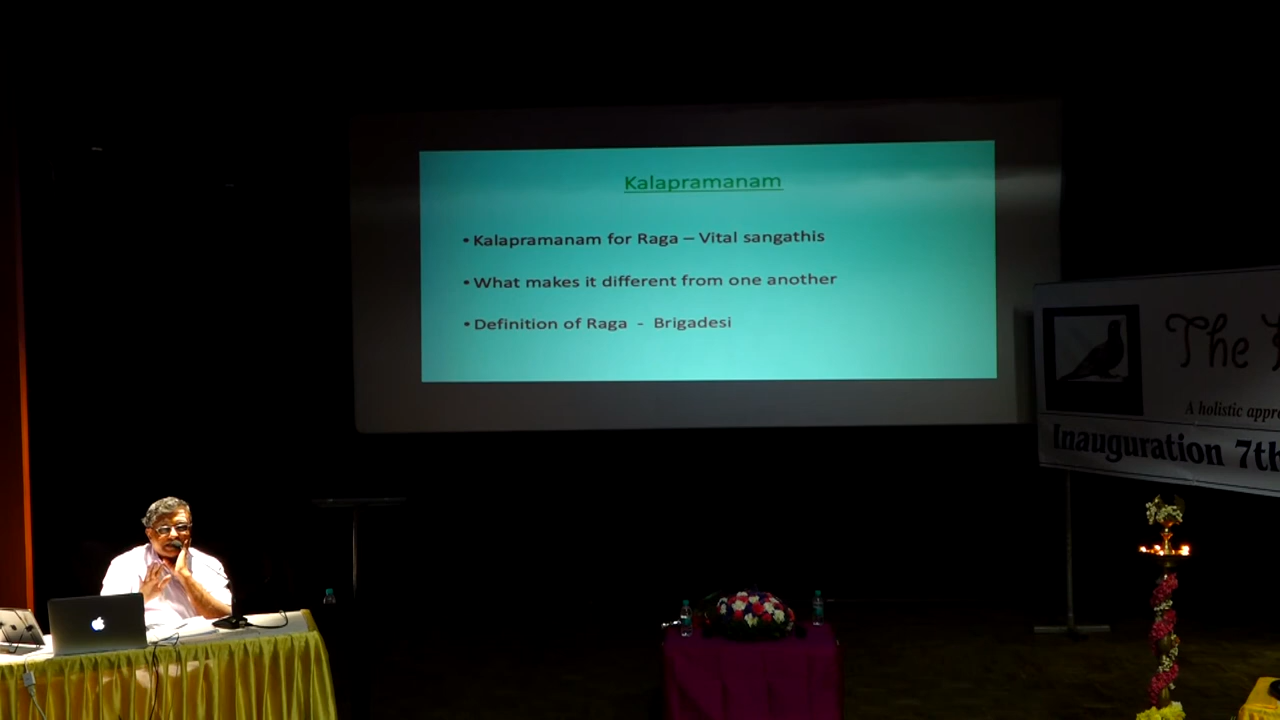 Kalapramanam
• Kalapramanam for Raga – Vital sangathis
• What makes it different from one another
• Definition of Raga - Brigadesi
The
A holistic
Inauguration 7th